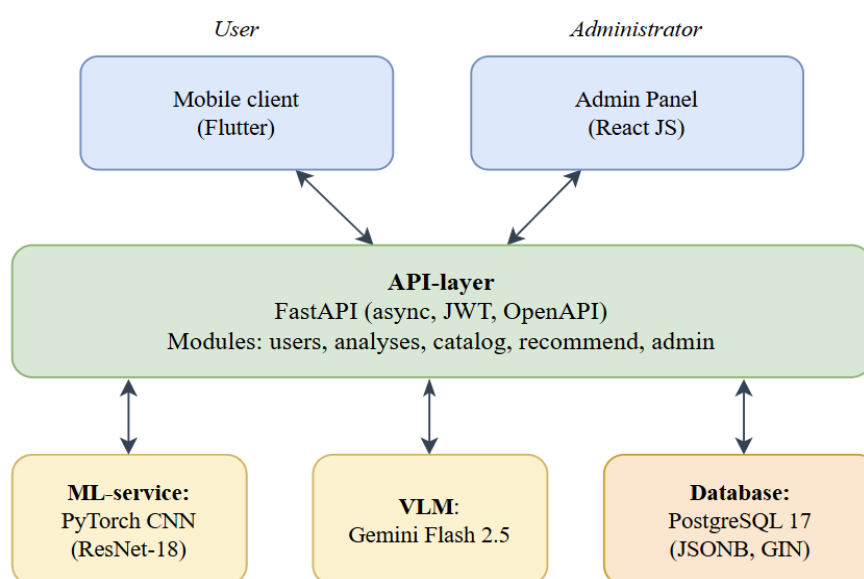 User
Administrator
Mobile client
(Flutter)
Admin Panel
(React JS)
API-layer
FastAPI (async, JWT, OpenAPI)
Modules: users, analyses, catalog, recommend, admin
ML-service:
PyTorch CNN
(ResNet-18)
VLM:
Gemini Flash 2.5
Database:
PostgreSQL 17
(JSONB, GIN)